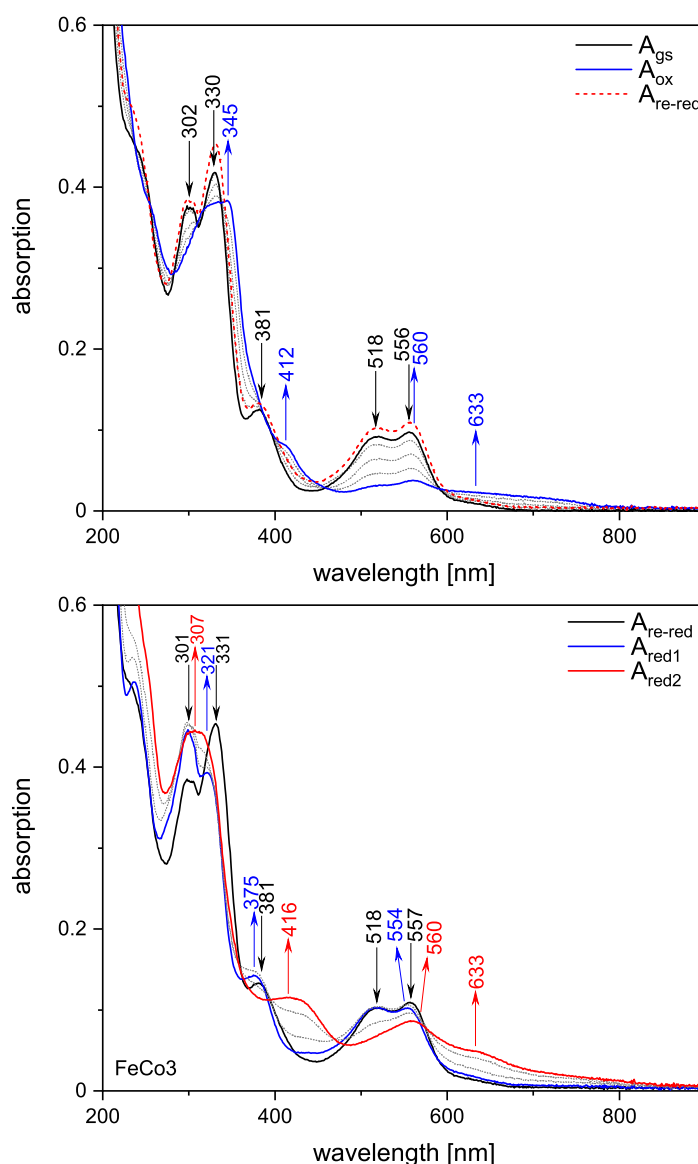 0.6
0.4
0.2
0
absorption
302
330
345
381
412
518
556
560
633
A_gs
A_ox
A_re-red
200 400 600 800
wavelength [nm]
0.6
0.4
0.2
0
absorption
301
307
321
331
375
381
416
518
554
557
560
633
A_re-red
A_red1
A_red2
FeCo3
200 400 600 800
wavelength [nm]